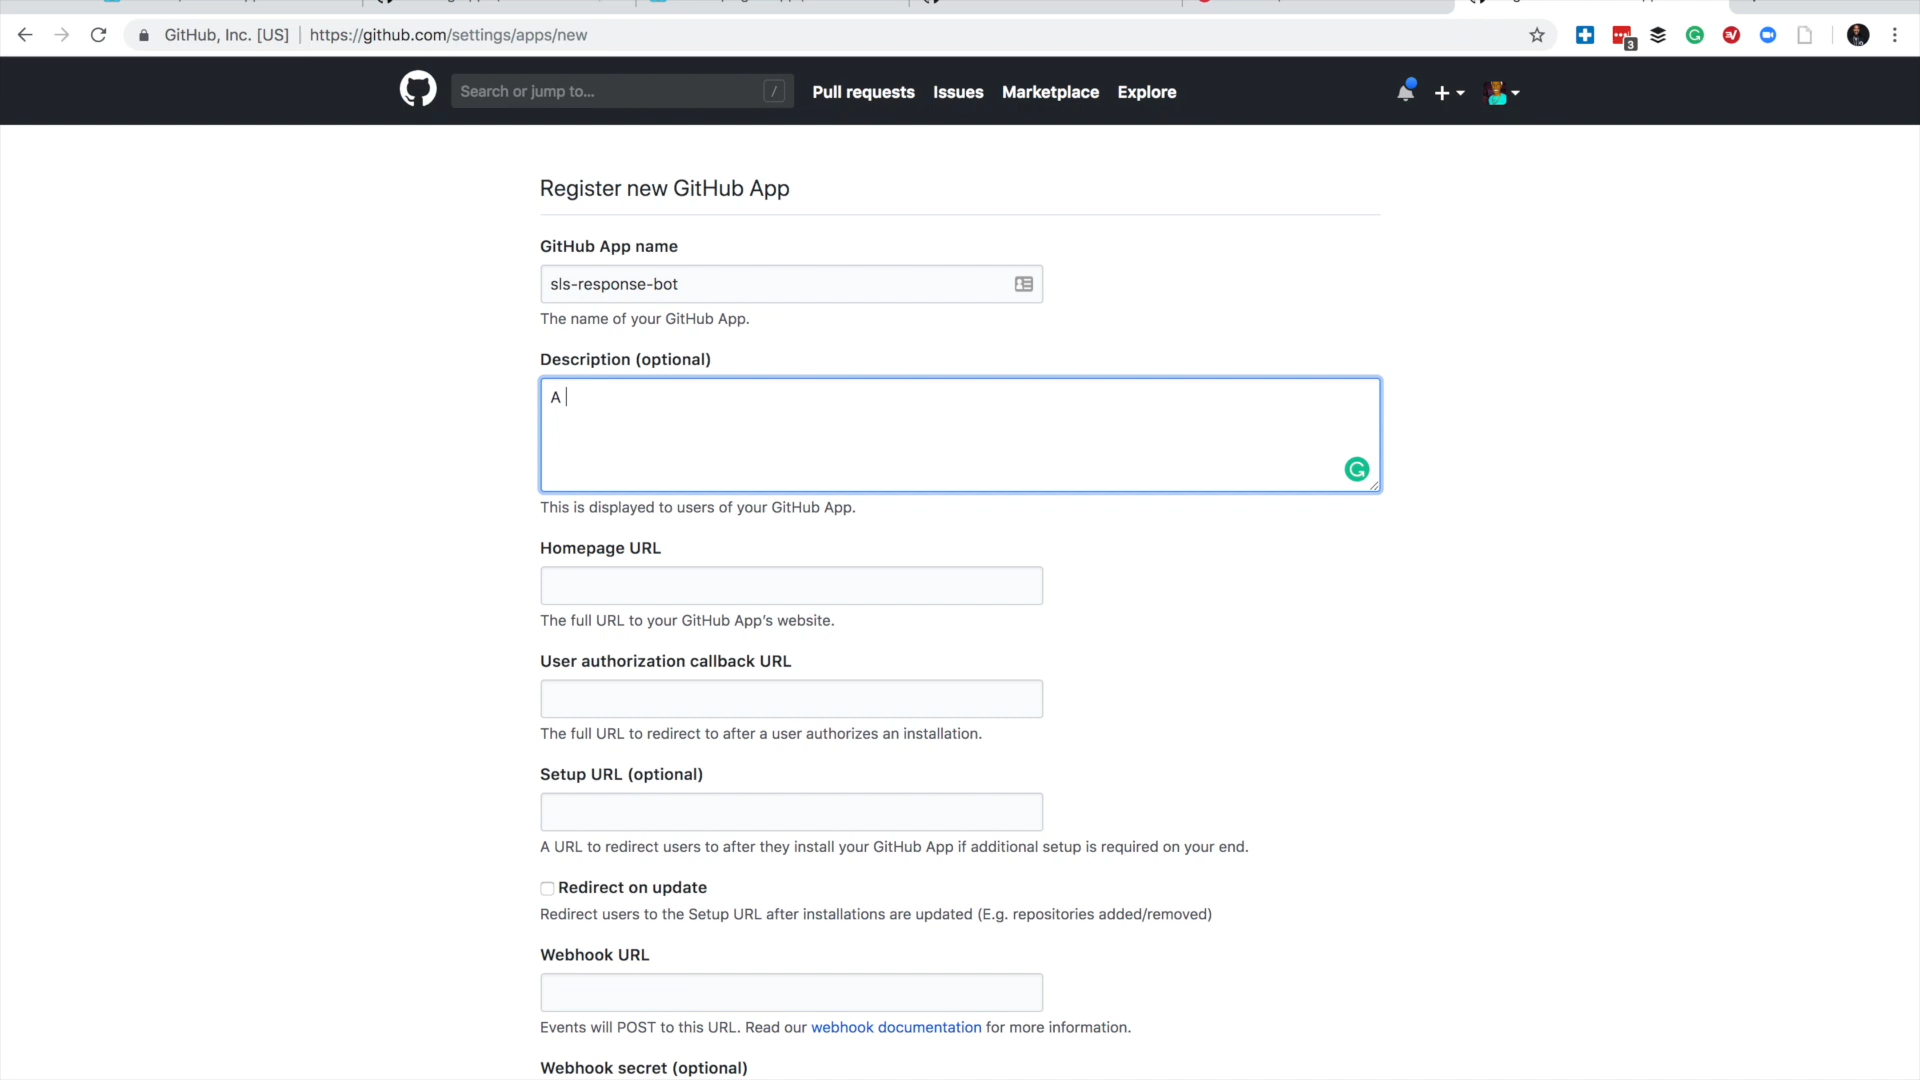 GitHub, Inc. [US] | https://github.com/settings/apps/new
3
Search or jump to...
/
Pull requests
Issues
Marketplace
Explore
Register new GitHub App
GitHub App name
sls-response-bot
The name of your GitHub App.
Description (optional)
A
This is displayed to users of your GitHub App.
Homepage URL
The full URL to your GitHub App’s website.
User authorization callback URL
The full URL to redirect to after a user authorizes an installation.
Setup URL (optional)
A URL to redirect users to after they install your GitHub App if additional setup is required on your end.
Redirect on update
Redirect users to the Setup URL after installations are updated (E.g. repositories added/removed)
Webhook URL
Events will POST to this URL. Read our webhook documentation for more information.
Webhook secret (optional)